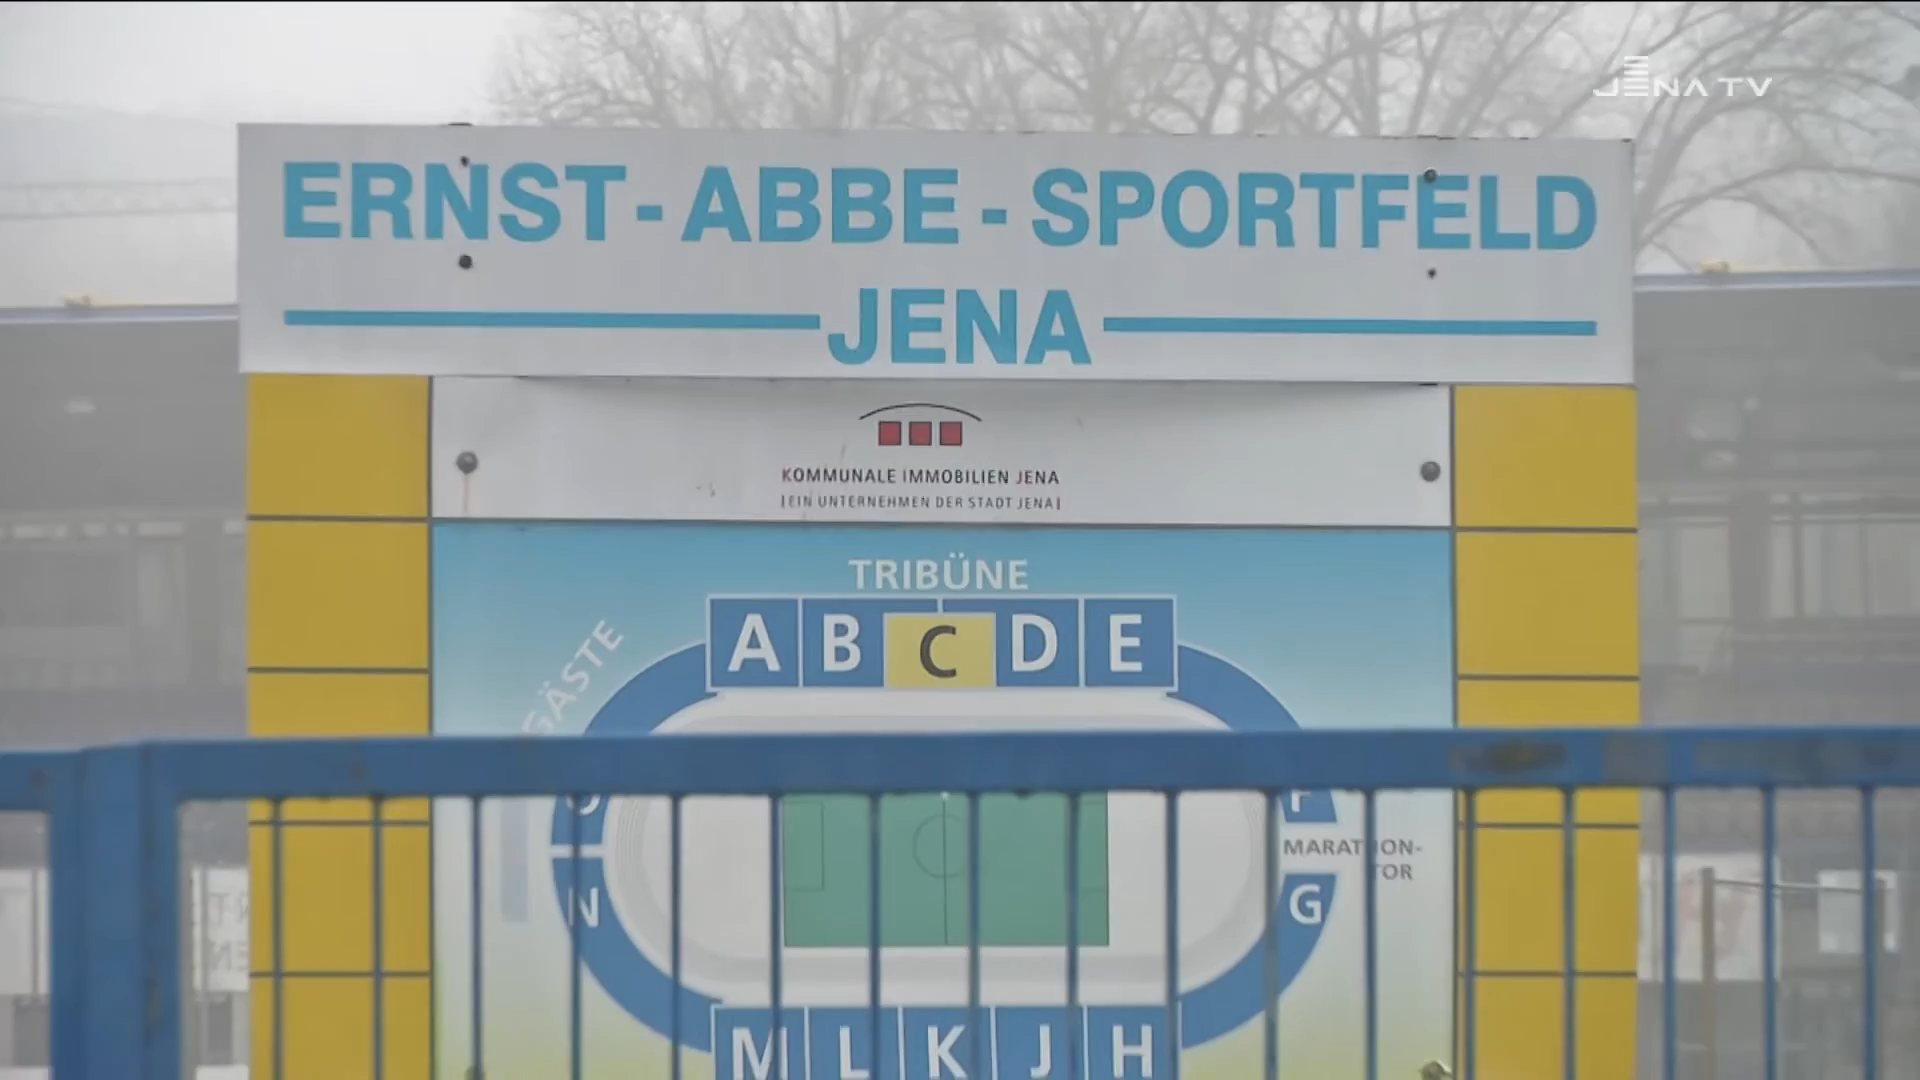 JENA TV
ERNST-ABBE-SPORTFELD
JENA
KOMMUNALE IMMOBILIEN JENA
[EIN UNTERNEHMEN DER STADT JENA]
TRIBÜNE
A B C D E
GÄSTE
F
MARATHON-
TOR
N
G
M L K J H